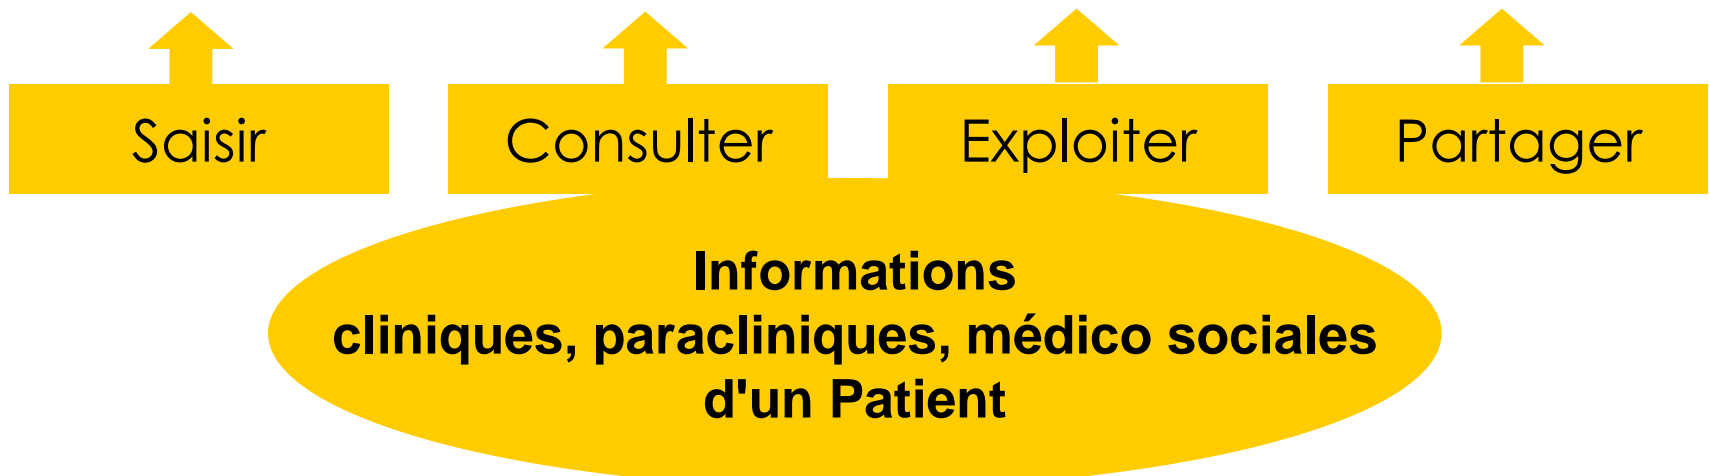 Saisir
Consulter
Exploiter
Partager
Informations
cliniques, paracliniques, médico sociales
d'un Patient